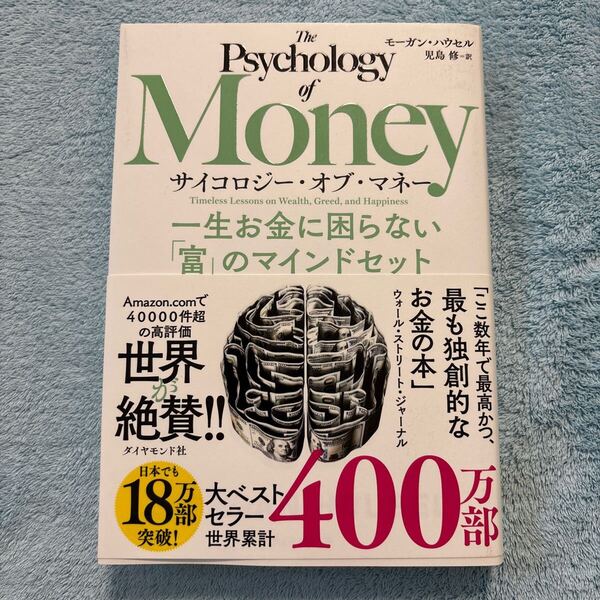 The
Psychology
of
Money
モーガン・ハウセル
児島 修=訳
サイコロジー・オブ・マネー
Timeless Lessons on Wealth, Greed, and Happiness
一生お金に困らない
「富」のマインドセット
Amazon.comで
40000件超
の高評価
世界
が
絶賛!!
ダイヤモンド社
「ここ数年で最高かつ、
最も独創的な
お金の本」
ウォール・ストリート・ジャーナル
日本でも
18万部
突破!
大ベスト
セラー
世界累計
400万部